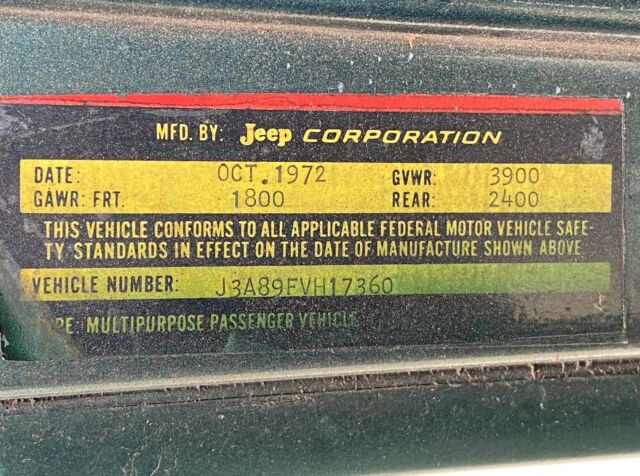 MFD. BY: Jeep CORPORATION
DATE: OCT.1972 GVWR: 3900
GAWR: FRT. 1800 REAR: 2400
THIS VEHICLE CONFORMS TO ALL APPLICABLE FEDERAL MOTOR VEHICLE SAFE-
TY STANDARDS IN EFFECT ON THE DATE OF MANUFACTURE SHOWN ABOVE
VEHICLE NUMBER: J3A89FVH17360
TYPE: MULTIPURPOSE PASSENGER VEHICLE